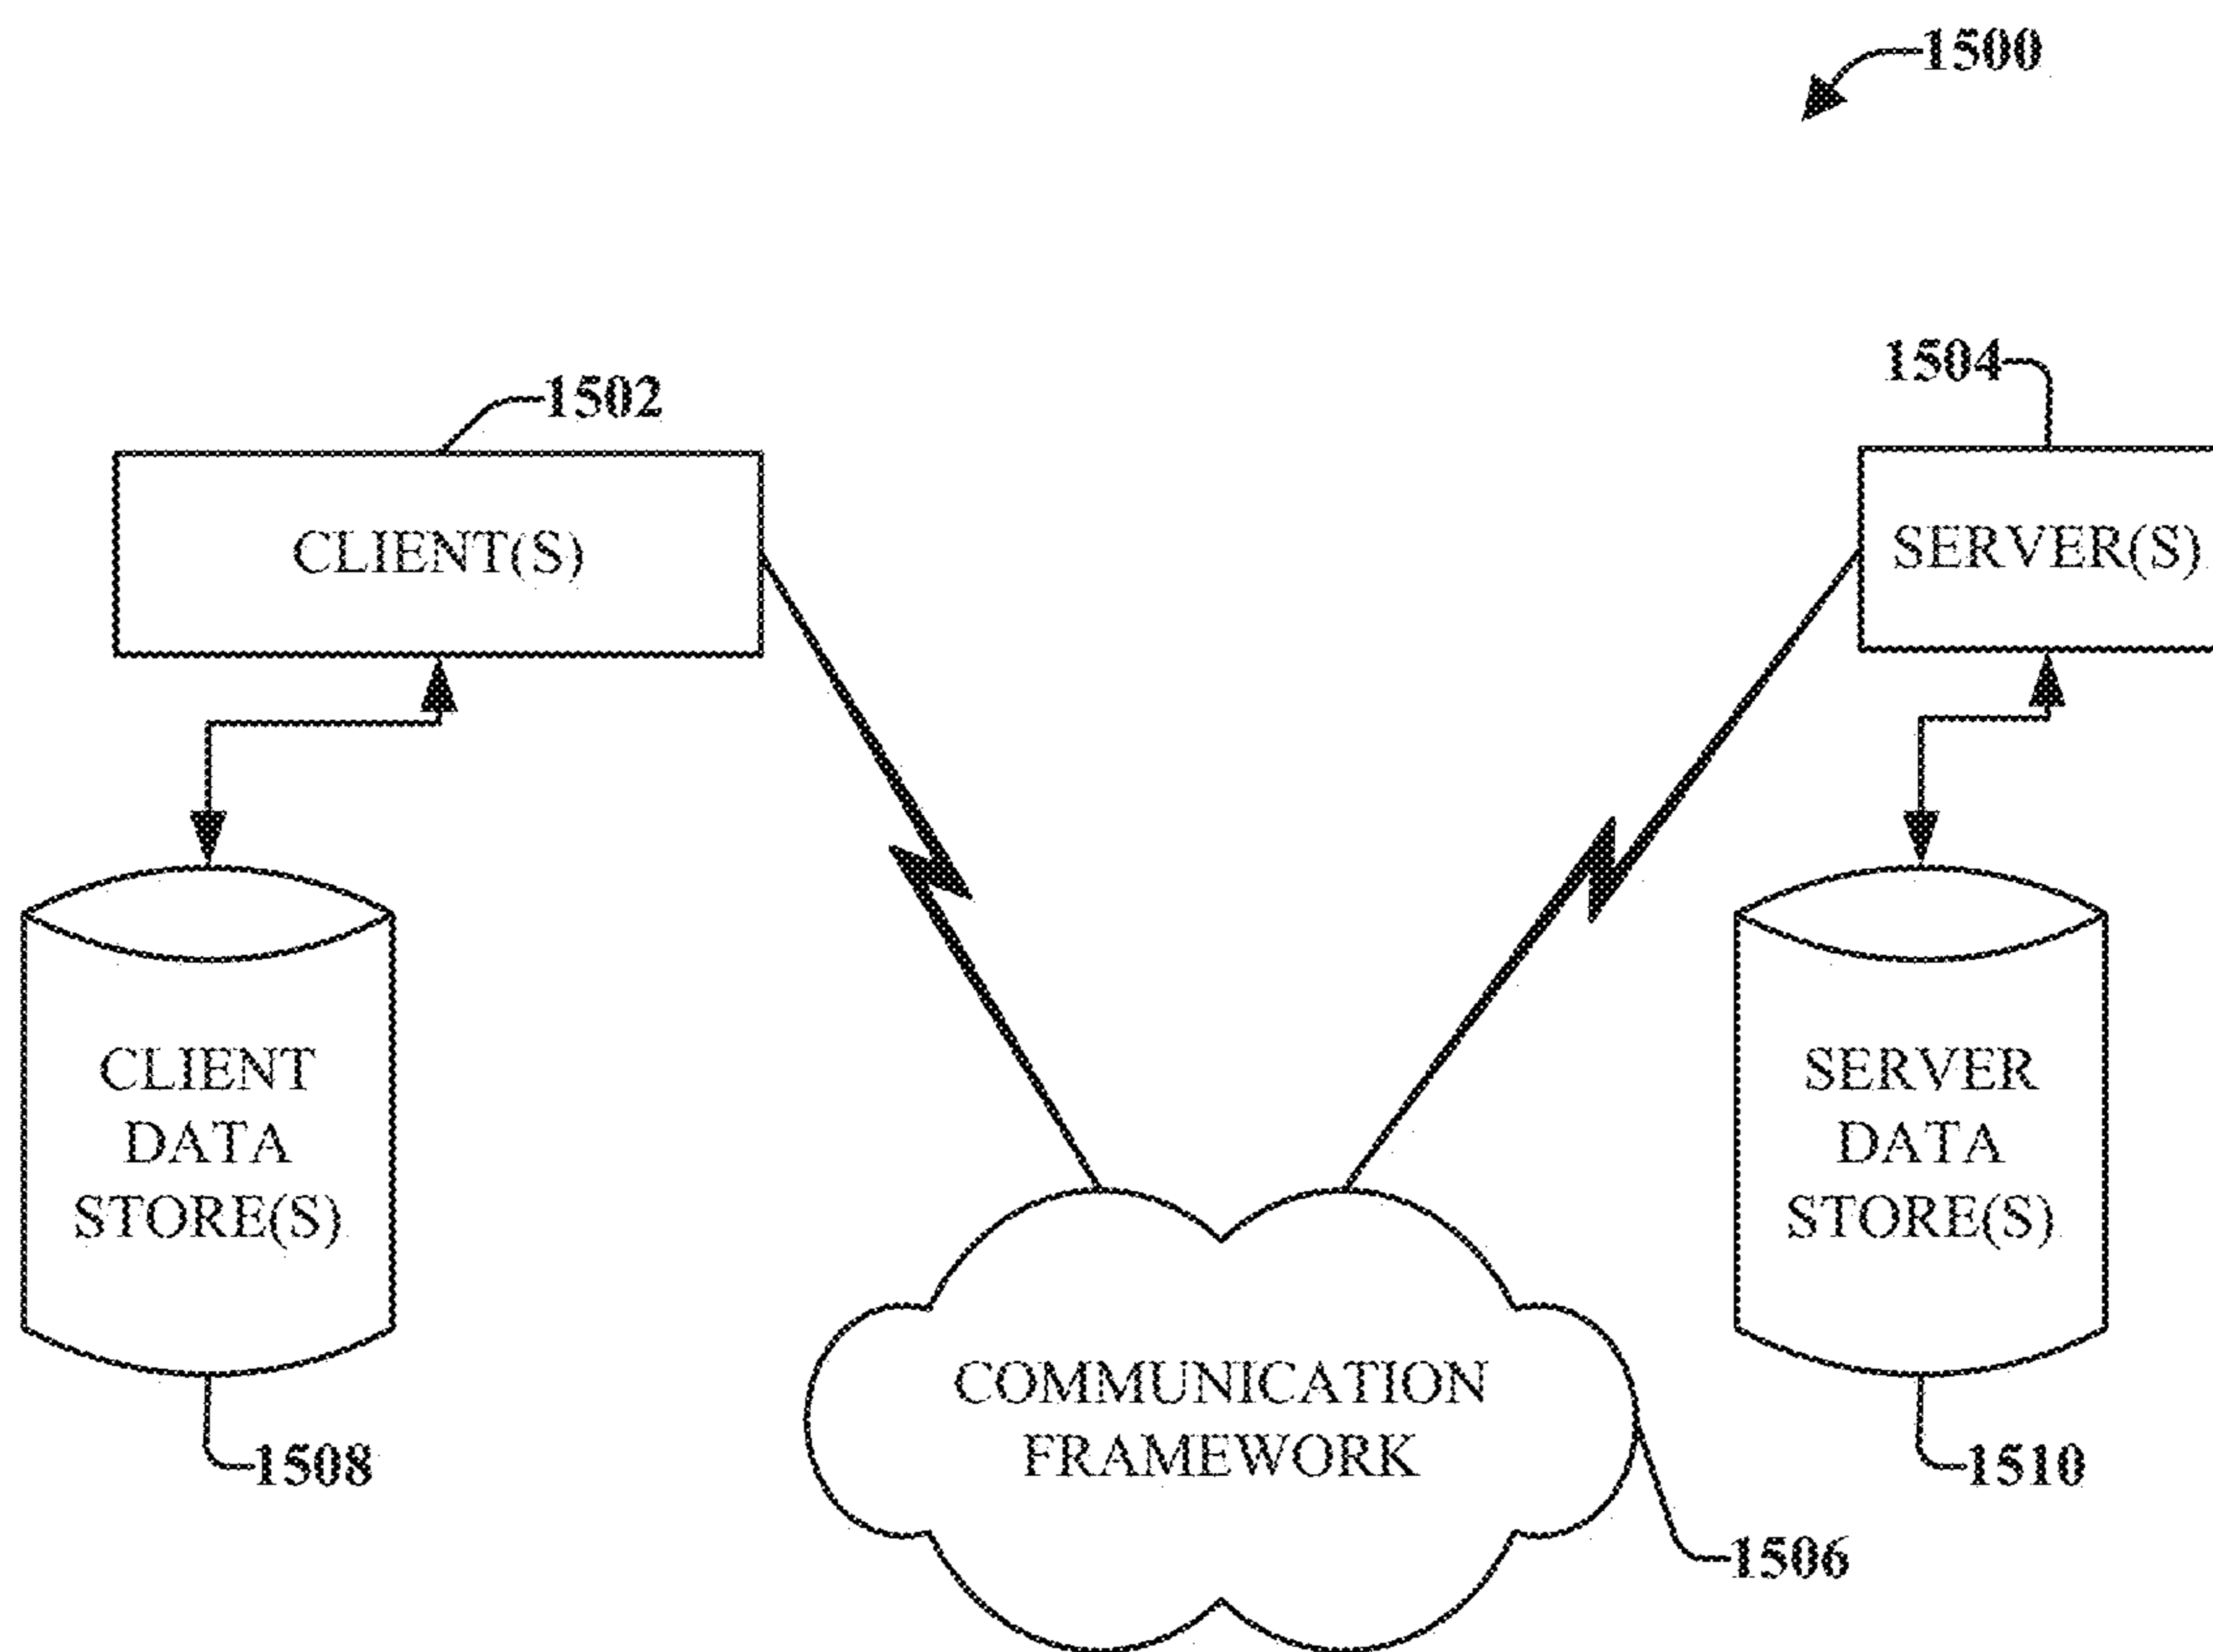 1500
1502
1504
CLIENT(S)
SERVER(S)
CLIENT
DATA
STORE(S)
SERVER
DATA
STORE(S)
COMMUNICATION
FRAMEWORK
1508
1510
1506